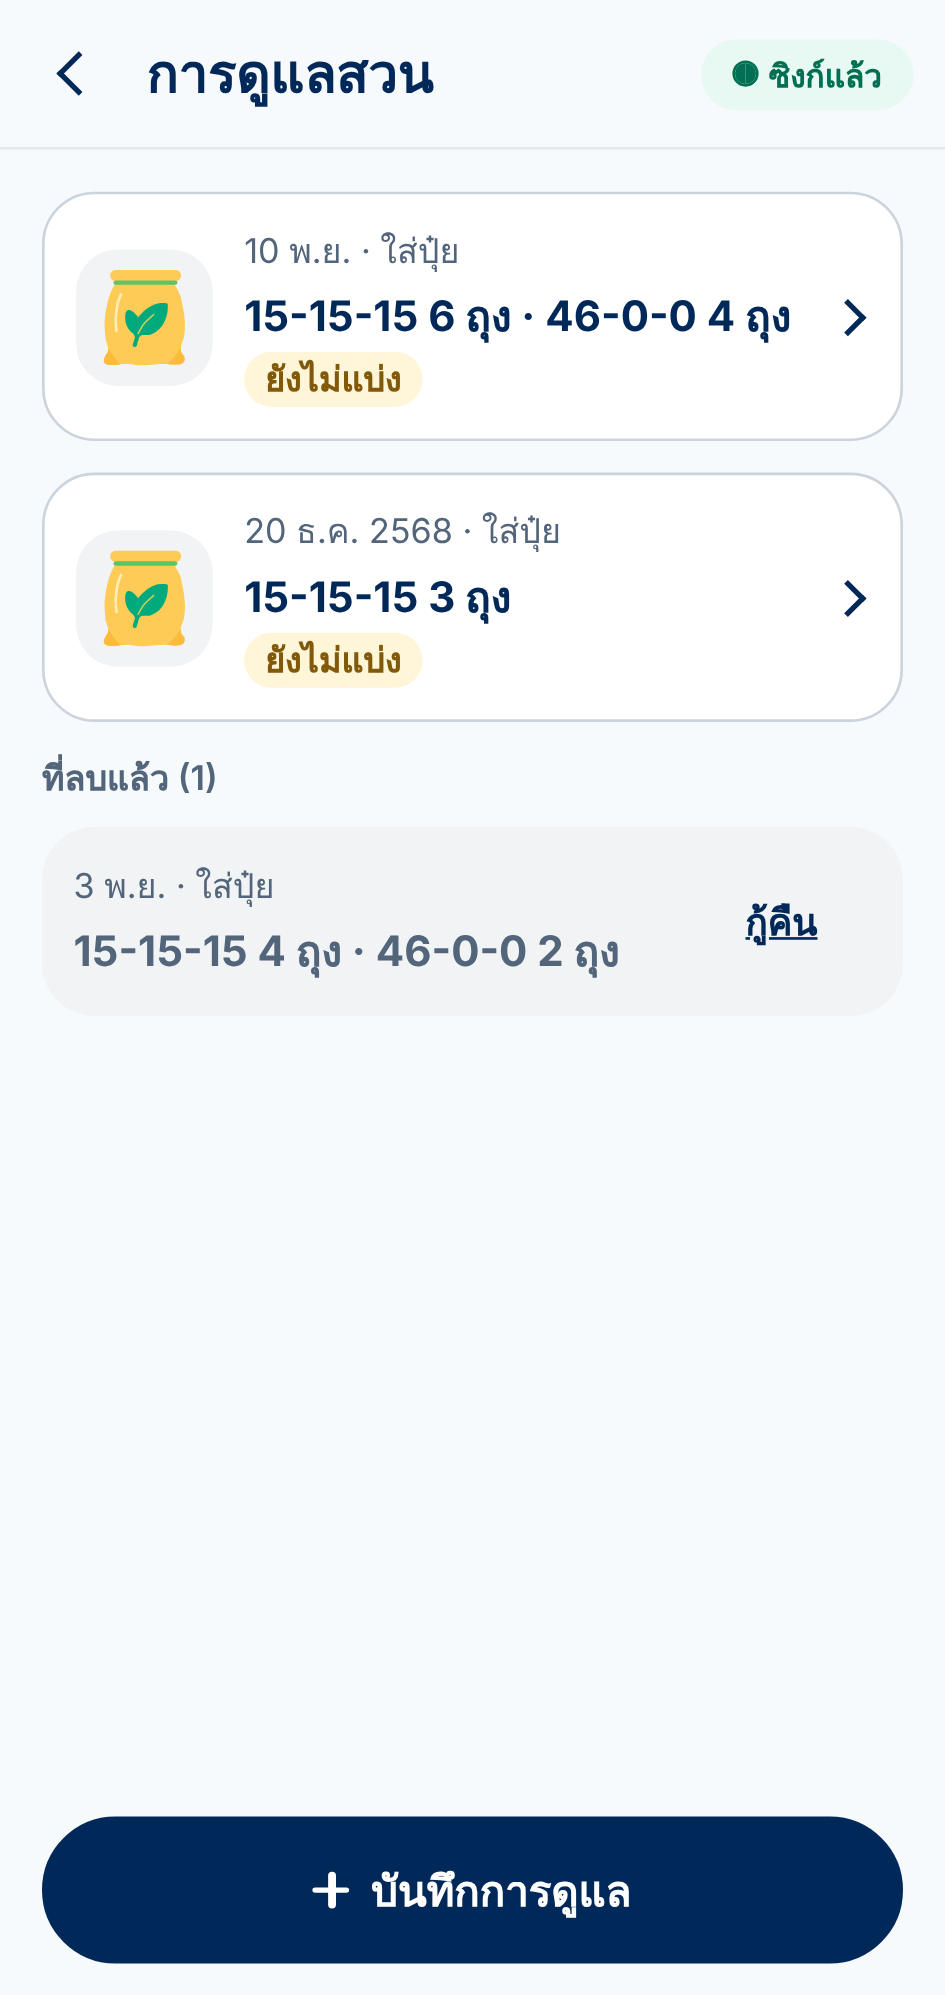 การดูแลสวน
ซิงก์แล้ว
10 พ.ย. · ใส่ปุ๋ย
15-15-15 6 ถุง · 46-0-0 4 ถุง
ยังไม่แบ่ง
20 ธ.ค. 2568 · ใส่ปุ๋ย
15-15-15 3 ถุง
ยังไม่แบ่ง
ที่ลบแล้ว (1)
3 พ.ย. · ใส่ปุ๋ย
15-15-15 4 ถุง · 46-0-0 2 ถุง
กู้คืน
+ บันทึกการดูแล